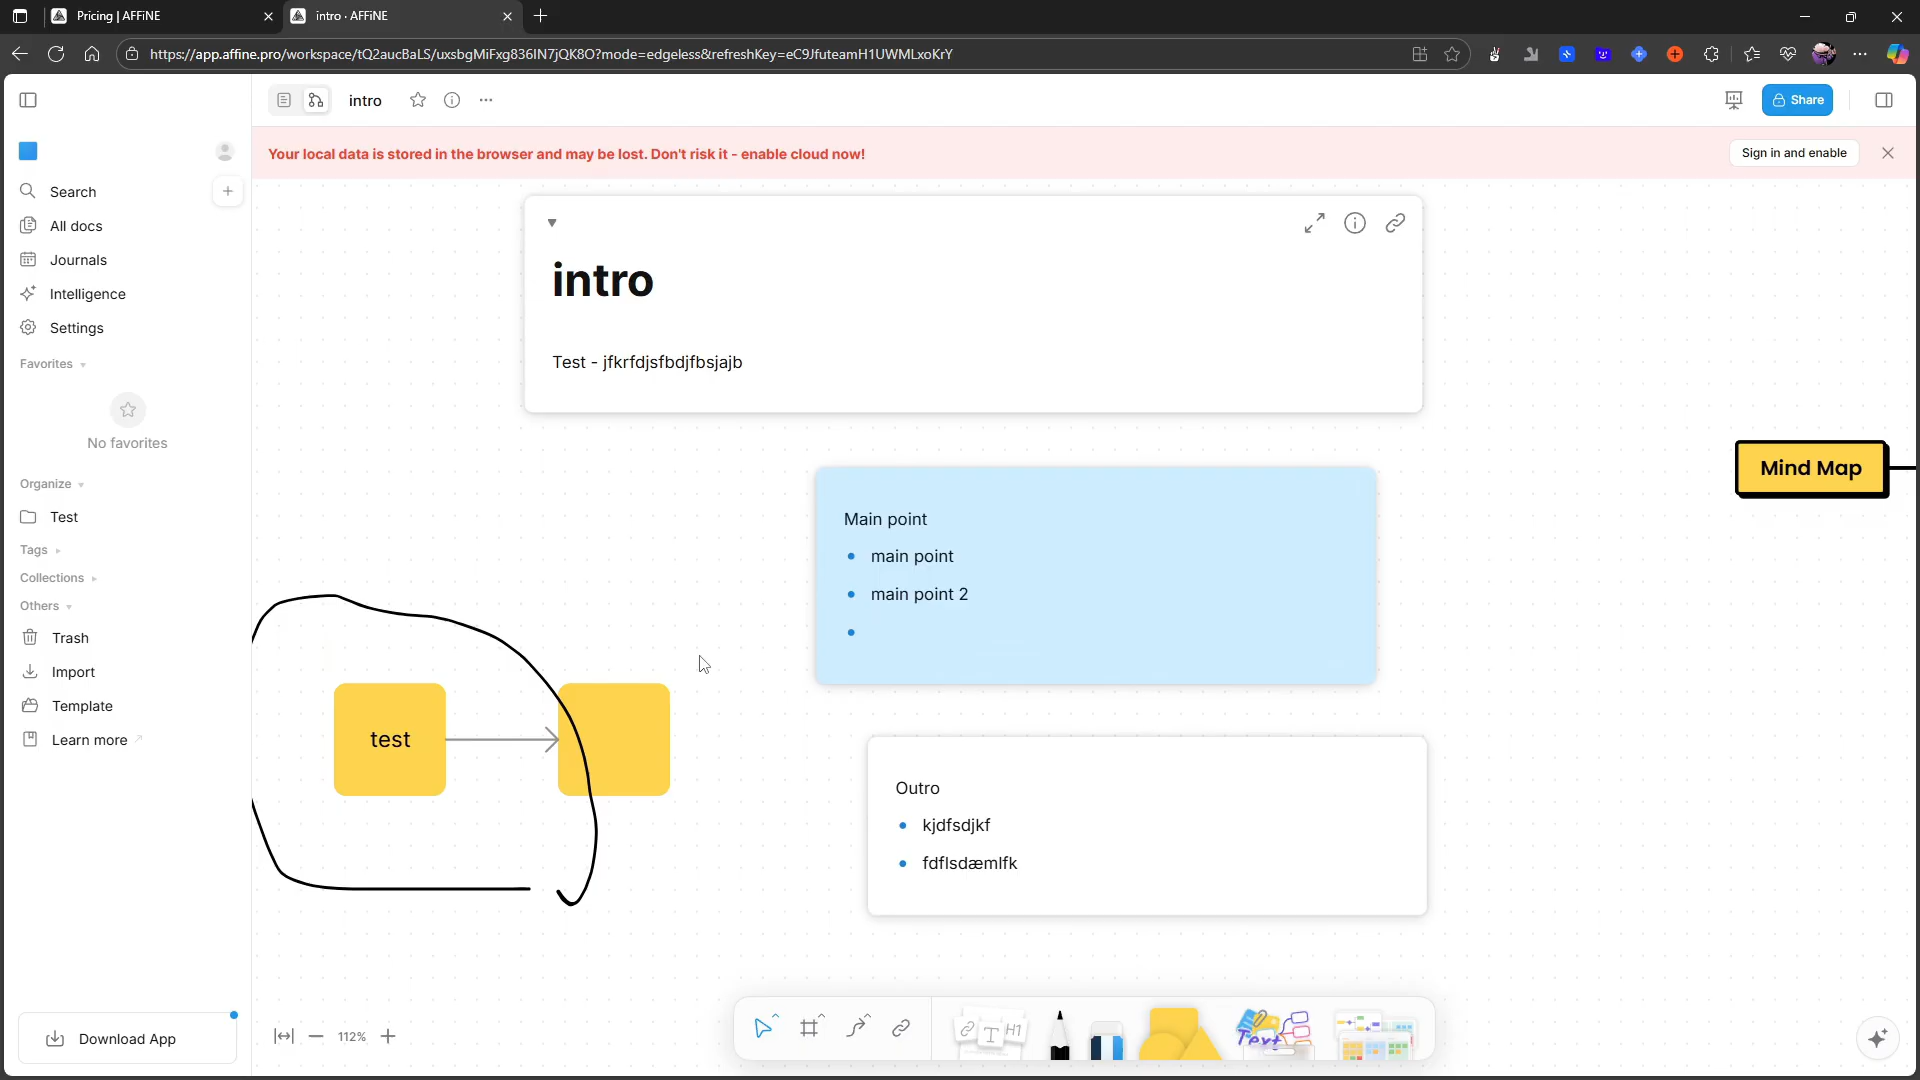 Pricing | AFFiNE
intro · AFFiNE
https://app.affine.pro/workspace/tQ2aucBaLS/uxsbgMiFxg836IN7jQK8O?mode=edgeless&refreshKey=eC9JfuteamH1UWMLxoKrY
intro
Share
Your local data is stored in the browser and may be lost. Don't risk it - enable cloud now!
Sign in and enable
Search
All docs
Journals
Intelligence
Settings
Favorites
No favorites
Organize
Test
Tags
Collections
Others
Trash
Import
Template
Learn more
Download App
intro
Test - jfkrfdjsfbdjfbsjajb
Main point
main point
main point 2
Mind Map
test
Outro
kjdfsdjkf
fdflsdæmlfk
112%
T
H1
Text